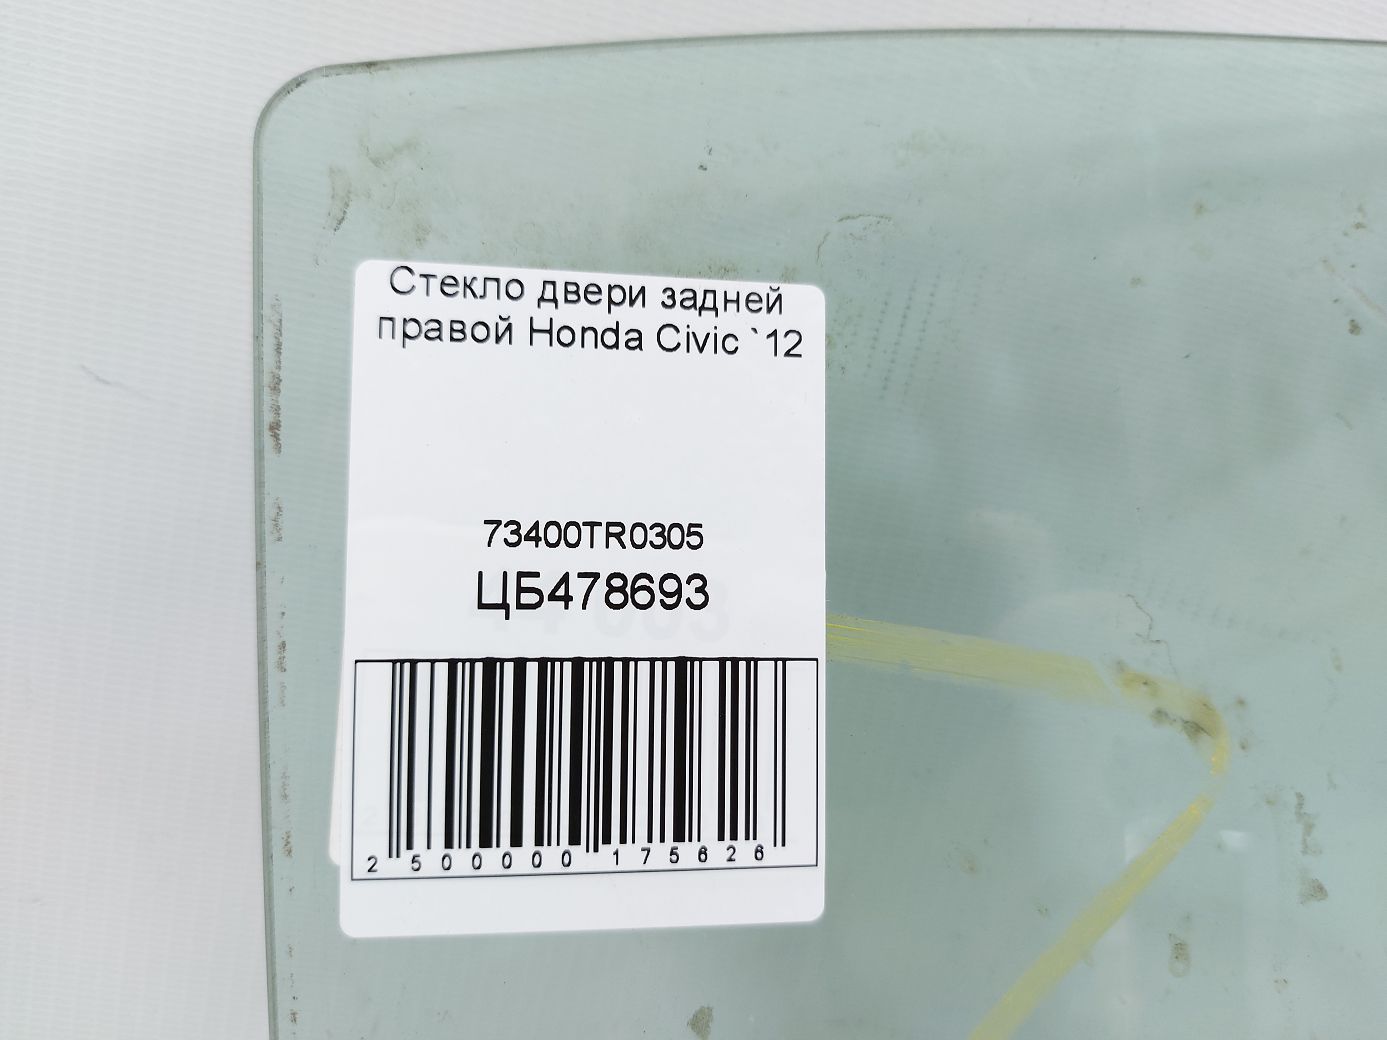 Стекло двери задней
правой Honda Civic `12
73400TR0305
ЦБ478693
2 500000 175626